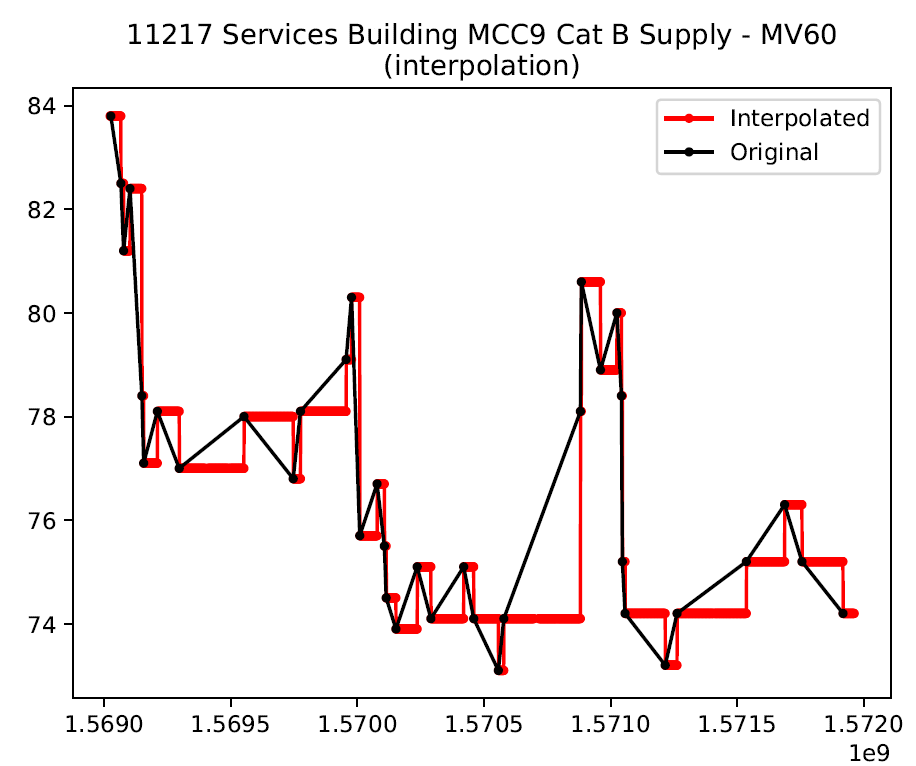 11217 Services Building MCC9 Cat B Supply - MV60
(interpolation)
Interpolated
Original
84
82
80
78
76
74
1.5690 1.5695 1.5700 1.5705 1.5710 1.5715 1.5720
1e9